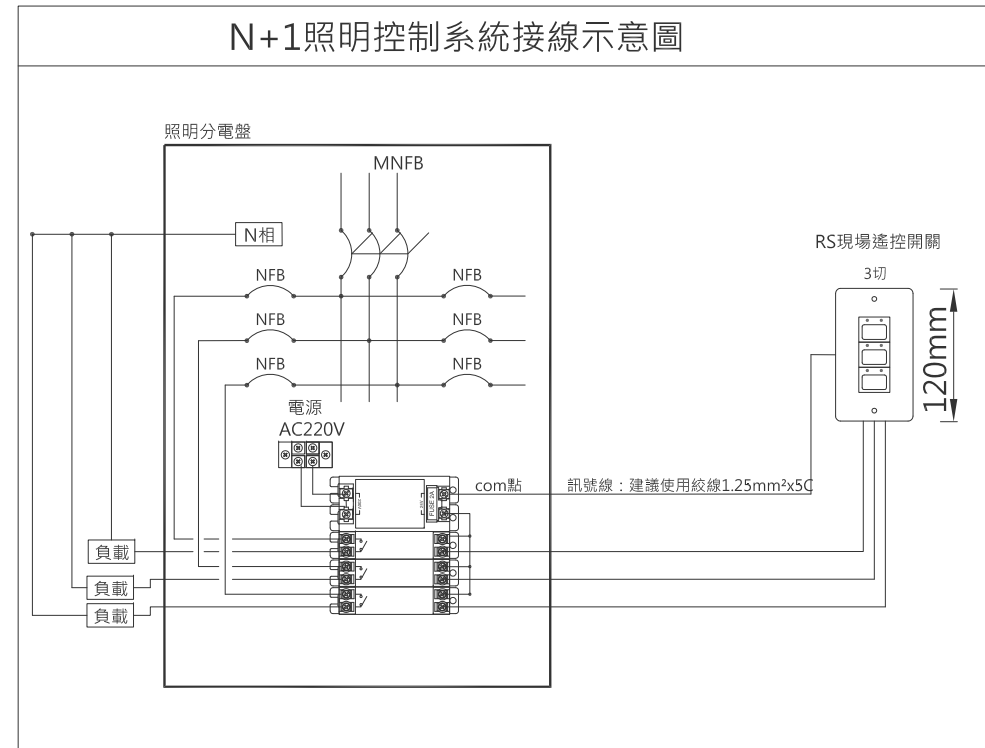 N+1照明控制系統接線示意圖
照明分電盤
MNFB
N相
RS現場遙控開關
3切
NFB
NFB
NFB
NFB
NFB
NFB
120mm
電源
AC220V
com點
訊號線：建議使用絞線1.25mm²x5C
FUSE 2A
負載
負載
負載